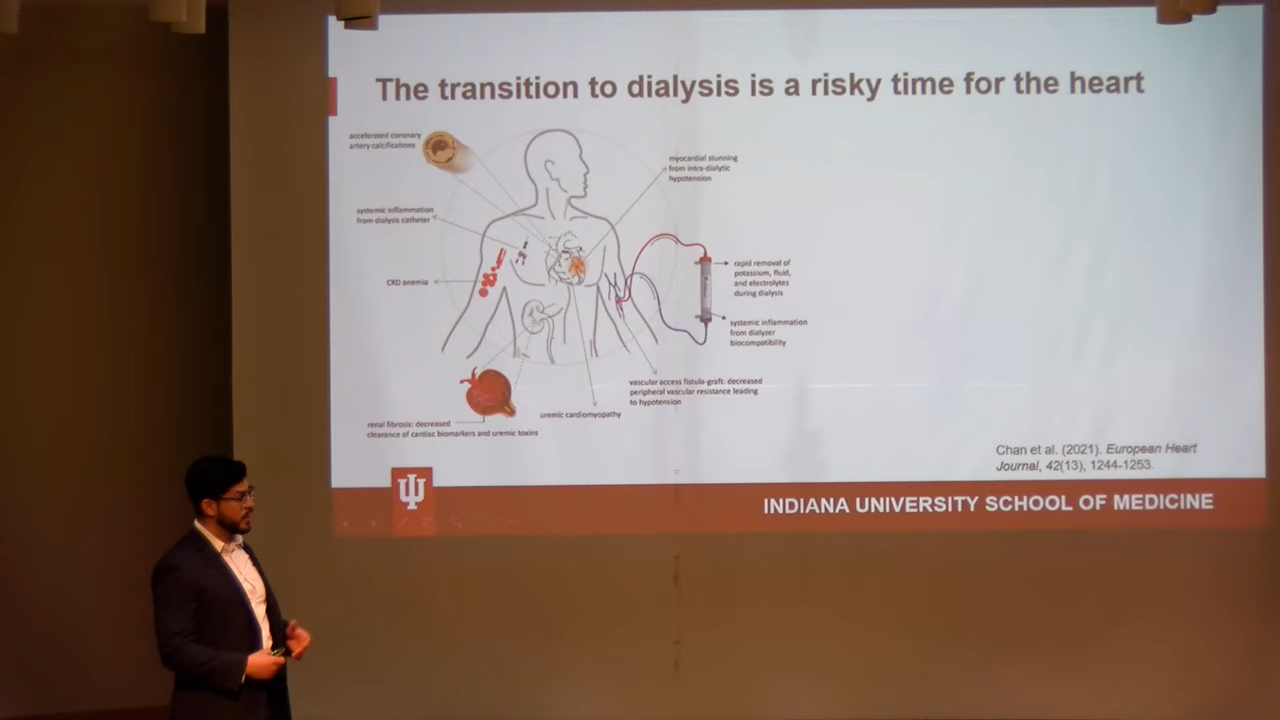 The transition to dialysis is a risky time for the heart
accelerated coronary
artery calcifications
myocardial stunning
from intra-dialytic
hypotension
systemic inflammation
from dialysis catheter
CKD anemia
rapid removal of
potassium, fluid,
and electrolytes
during dialysis
systemic inflammation
from dialyzer
biocompatibility
vascular access fistula-graft: decreased
peripheral vascular resistance leading
to hypotension
uremic cardiomyopathy
renal fibrosis: decreased
clearance of cardiac biomarkers and uremic toxins
Chan et al. (2021). European Heart
Journal, 42(13), 1244-1253.
INDIANA UNIVERSITY SCHOOL OF MEDICINE